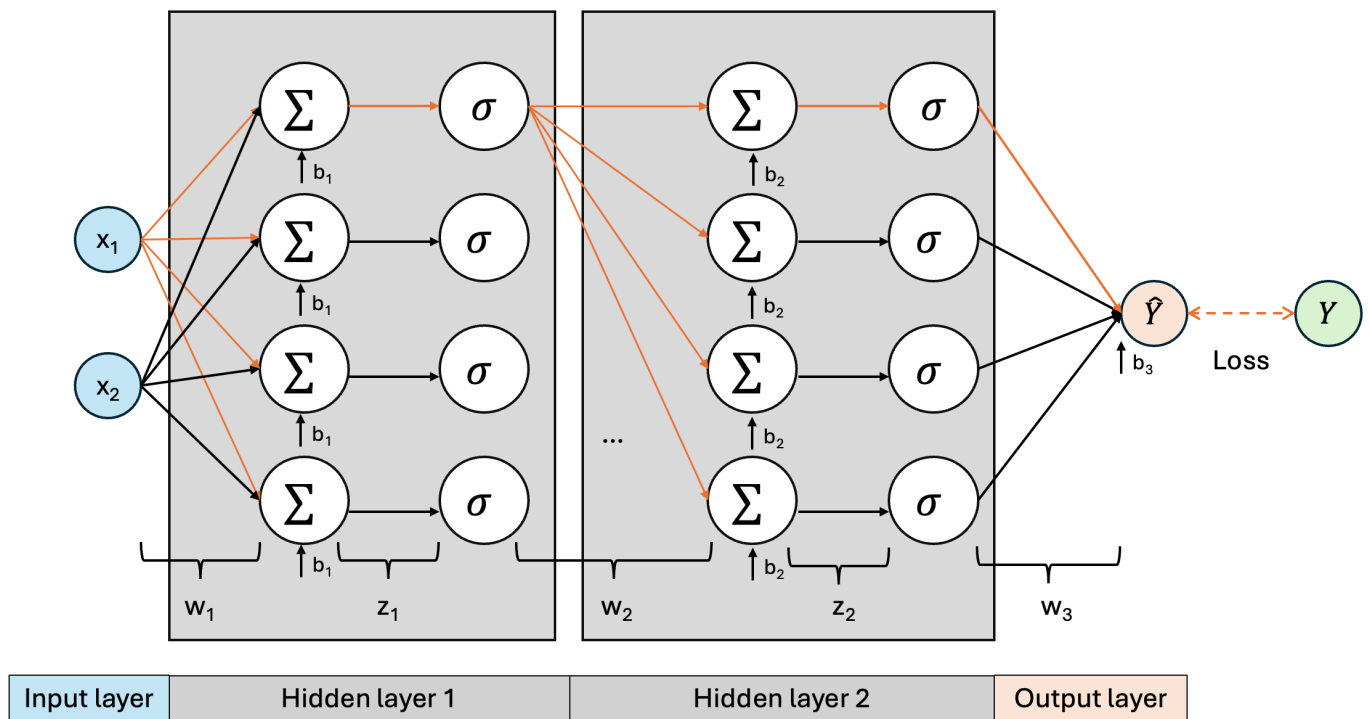 Σ σ Σ σ
b₁ b₂
x₁ Σ σ Σ σ
b₁ b₂
Ŷ Y
b₃ Loss
x₂ Σ σ Σ σ
b₁ b₂
...
Σ σ Σ σ
b₁ b₂
w₁ z₁ w₂ z₂ w₃
Input layer Hidden layer 1 Hidden layer 2 Output layer